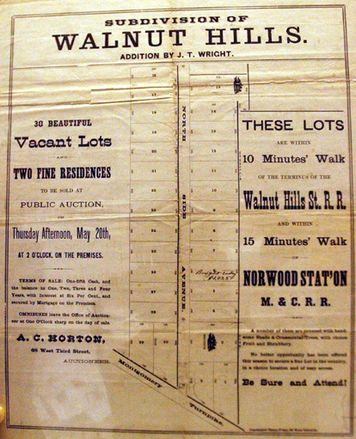 SUBDIVISION OF
WALNUT HILLS.
ADDITION BY J. T. WRIGHT.
30 BEAUTIFUL
Vacant Lots
AND
TWO FINE RESIDENCES
TO BE SOLD AT
PUBLIC AUCTION,
ON
Thursday Afternoon, May 20th,
AT 2 O'CLOCK, ON THE PREMISES.
TERMS OF SALE: One-fifth Cash, and
the balance in One, Two, Three and Four
Years, with Interest at Six Per Cent, and
secured by Mortgage on the Premises.
OMNIBUSES leave the Office of Auction-
eer at One O'Clock sharp on the day of sale.
A. C. HORTON,
68 West Third Street,
AUCTIONEER.
NORTH
SIDE
AVENUE
Montgomery
Turnpike.
THESE LOTS
ARE WITHIN
10 Minutes' Walk
OF THE TERMINUS OF THE
Walnut Hills St. R. R.
AND WITHIN
15 Minutes' Walk
OF
NORWOOD STAT'ON
M. & C. R. R.
A number of them are covered with handsome
Shade & Ornamental Trees, with choice
Fruit and Shrubbery.
No better opportunity has been offered
this season to secure a fine Lot in the country,
in a choice location and of easy access.
Be Sure and Attend!